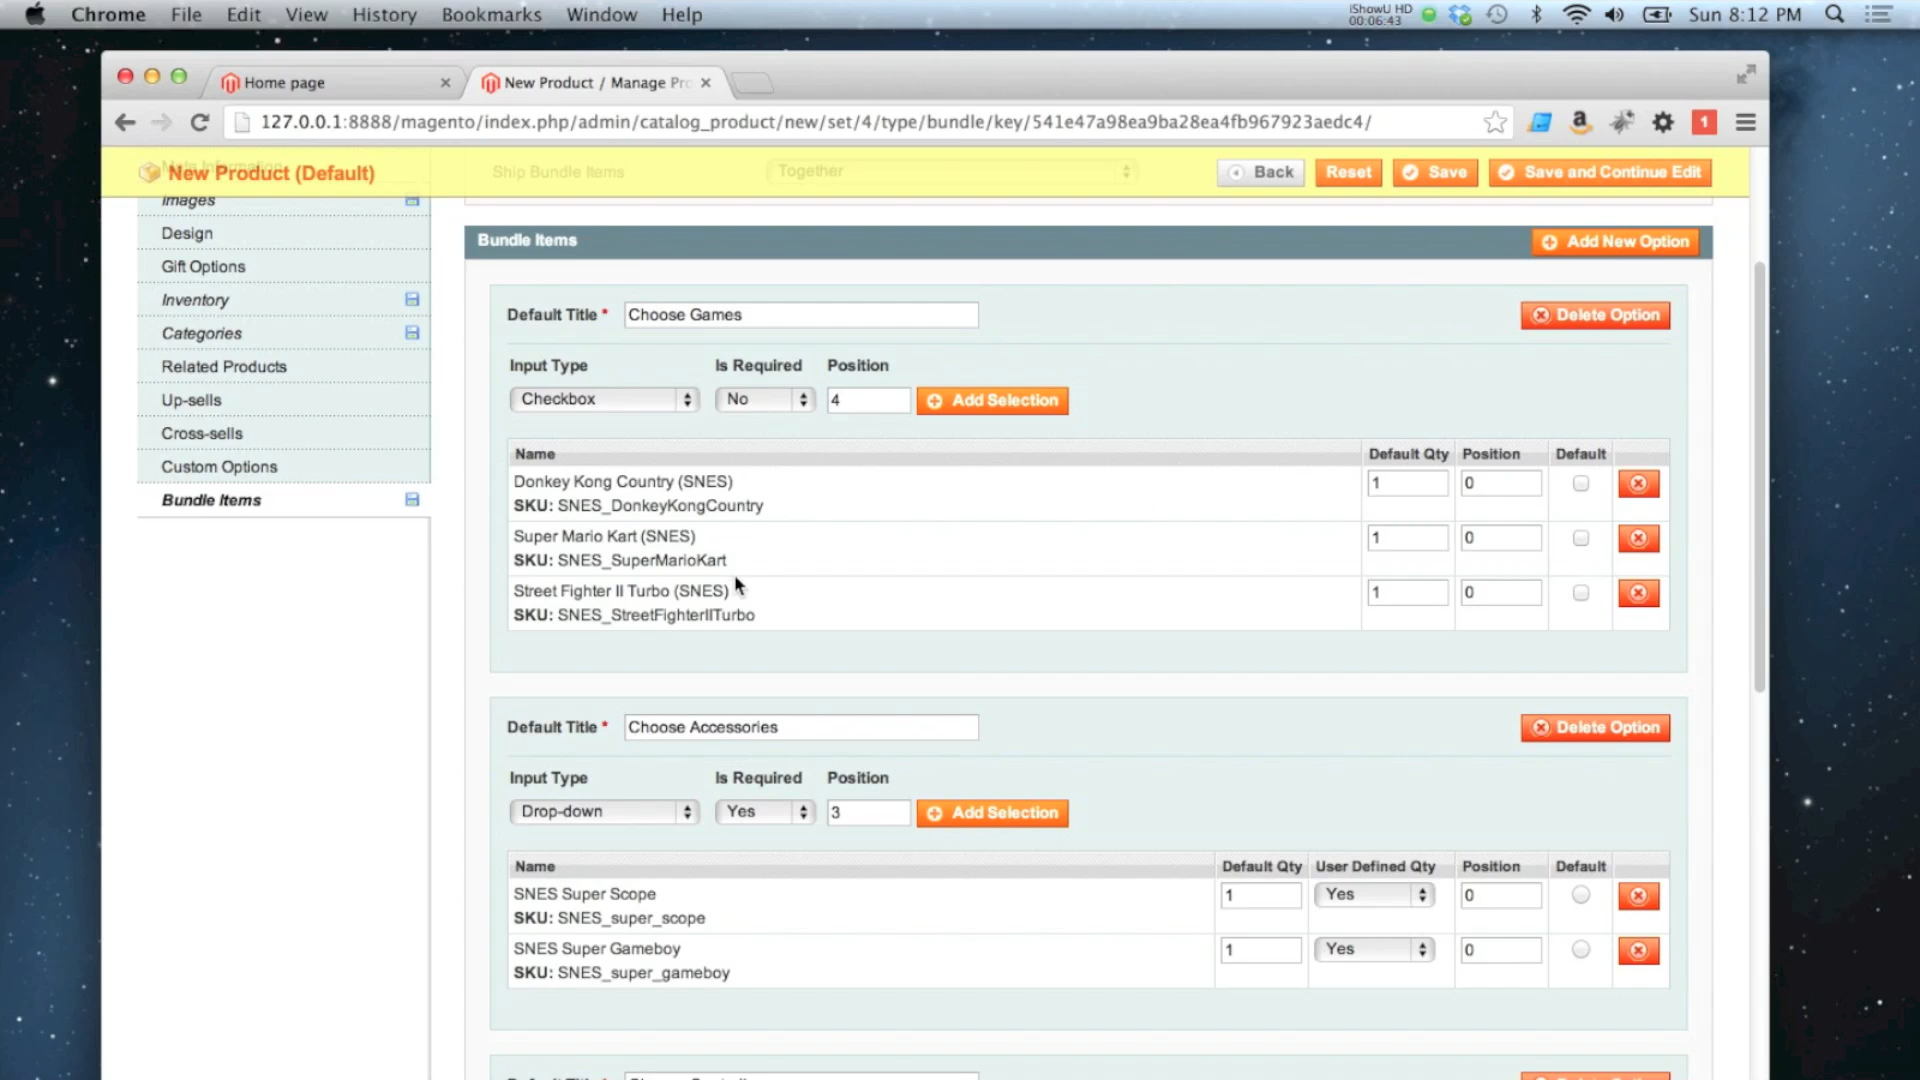 Chrome File Edit View History Bookmarks Window Help iShowU HD 00:06:43 Sun 8:12 PM
Home page New Product / Manage Pro
127.0.0.1:8888/magento/index.php/admin/catalog_product/new/set/4/type/bundle/key/541e47a98ea9ba28ea4fb967923aedc4/ a 1
Meta Information
New Product (Default) Ship Bundle Items Together Back Reset Save Save and Continue Edit
Images
Design
Gift Options
Inventory
Categories
Related Products
Up-sells
Cross-sells
Custom Options
Bundle Items
Bundle Items Add New Option
Default Title * Choose Games Delete Option
Input Type Is Required Position
Checkbox No 4 Add Selection
Name Default Qty Position Default
Donkey Kong Country (SNES) 1 0
SKU: SNES_DonkeyKongCountry
Super Mario Kart (SNES) 1 0
SKU: SNES_SuperMarioKart
Street Fighter II Turbo (SNES) 1 0
SKU: SNES_StreetFighterIITurbo
Default Title * Choose Accessories Delete Option
Input Type Is Required Position
Drop-down Yes 3 Add Selection
Name Default Qty User Defined Qty Position Default
SNES Super Scope 1 Yes 0
SKU: SNES_super_scope
SNES Super Gameboy 1 Yes 0
SKU: SNES_super_gameboy